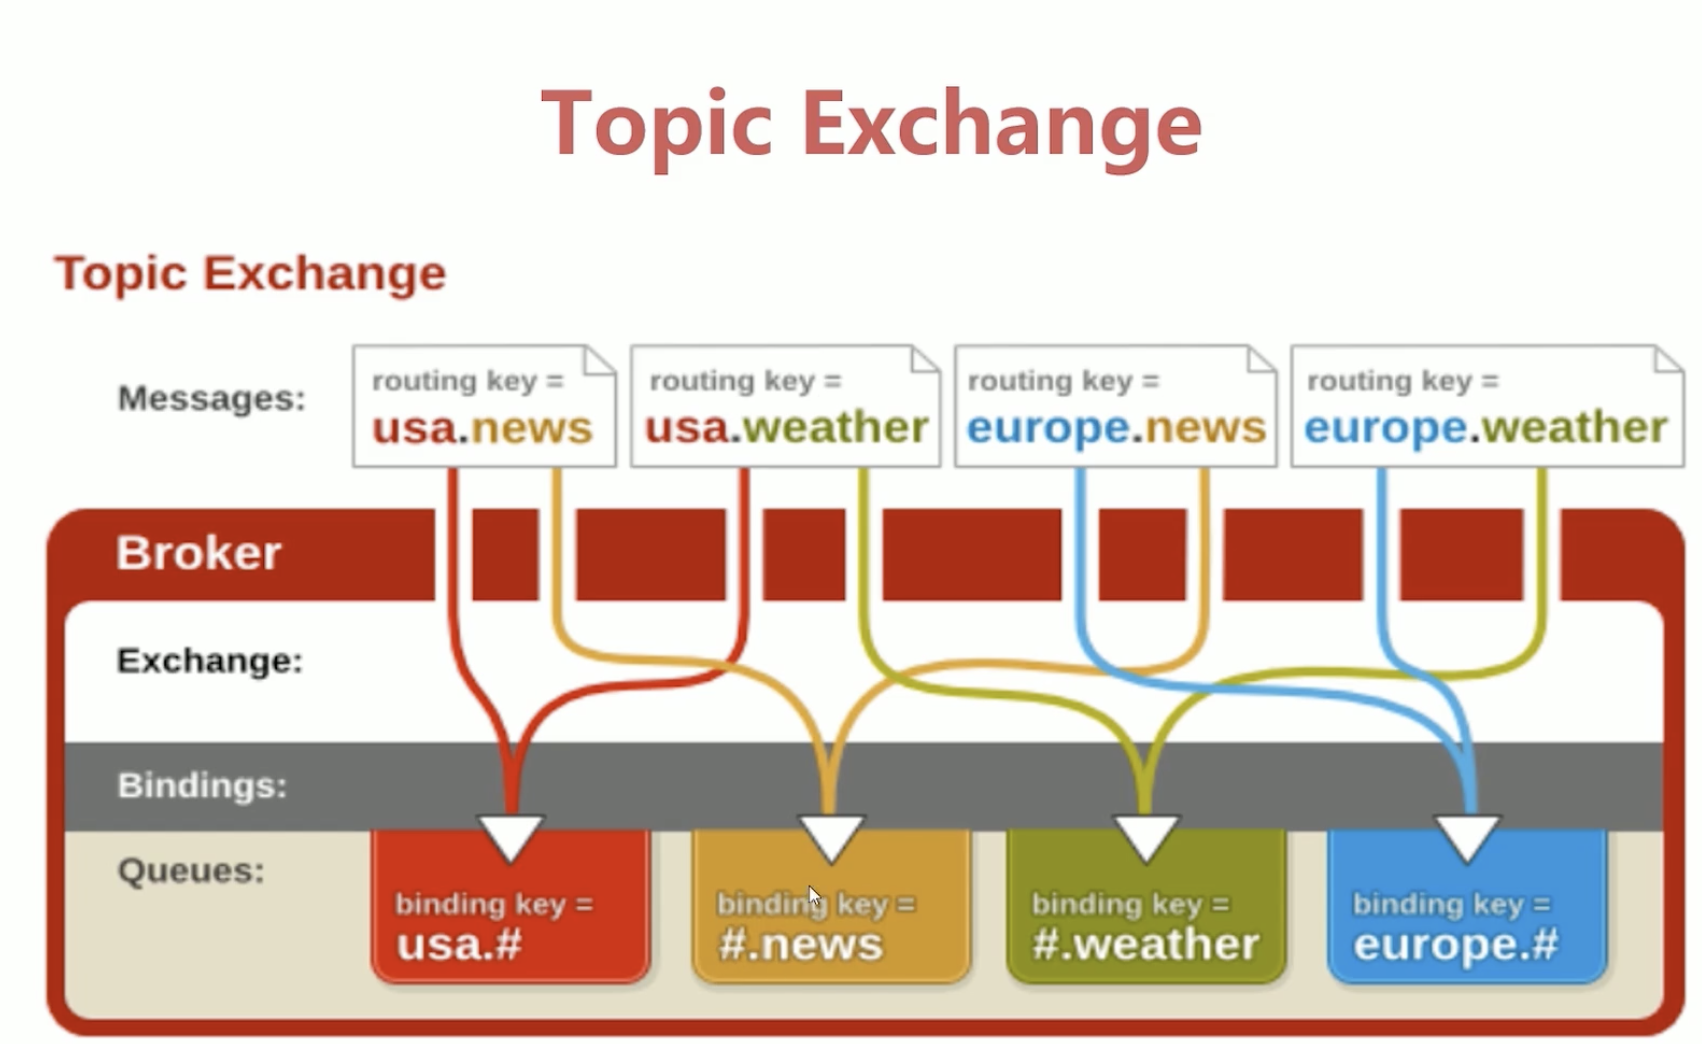 Topic Exchange
Topic Exchange
Messages:
routing key =
usa.news
routing key =
usa.weather
routing key =
europe.news
routing key =
europe.weather
Broker
Exchange:
Bindings:
Queues:
binding key =
usa.#
binding key =
#.news
binding key =
#.weather
binding key =
europe.#